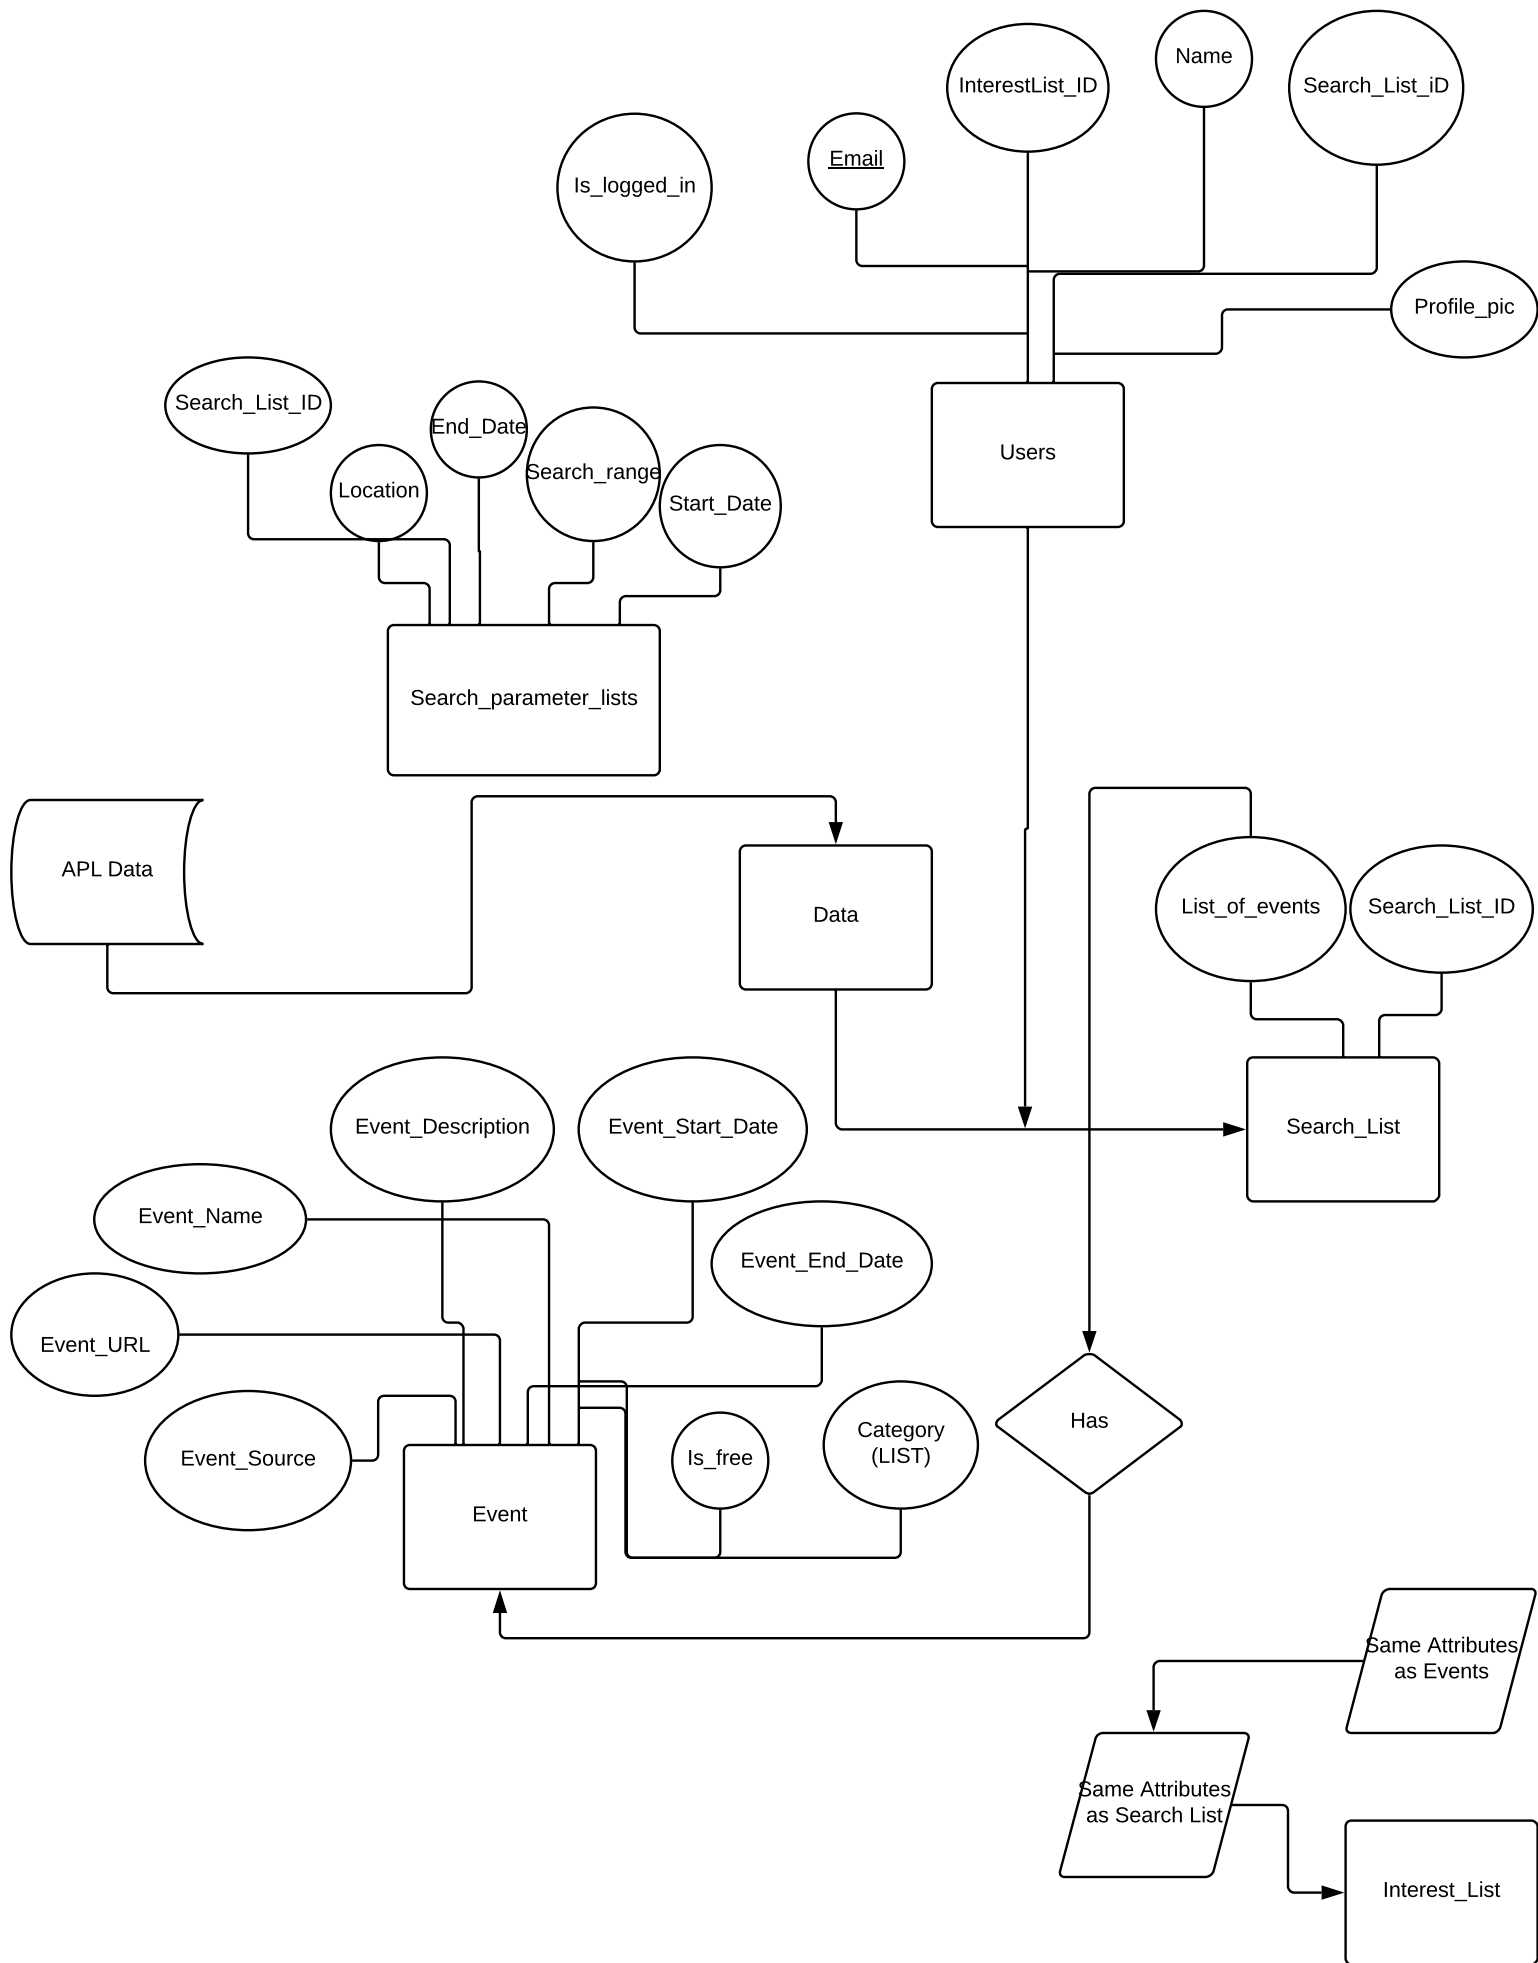 Name
InterestList_ID
Search_List_iD
Email
Is_logged_in
Profile_pic
Search_List_ID
End_Date
Users
Search_range
Location
Start_Date
Search_parameter_lists
APL Data
Data
List_of_events
Search_List_ID
Event_Description
Event_Start_Date
Search_List
Event_Name
Event_End_Date
Event_URL
Has
Category
(LIST)
Event_Source
Is_free
Event
Same Attributes
as Events
Same Attributes
as Search List
Interest_List